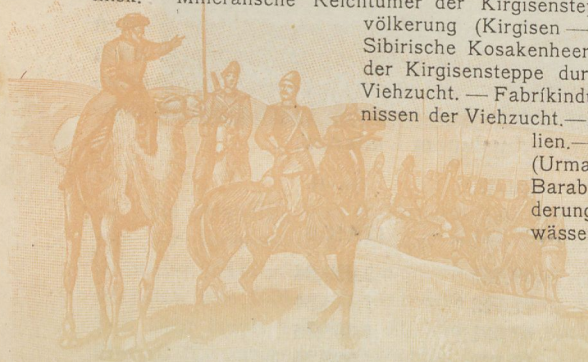 Mineralische Reichtümer der Kirgisenste
völkerung (Kirgisen —
Sibirische Kosakenheer
der Kirgisensteppe dur
Viehzucht. — Fabrikindu
nissen der Viehzucht. —
lien. —
(Urma
Barab
derung
wässe